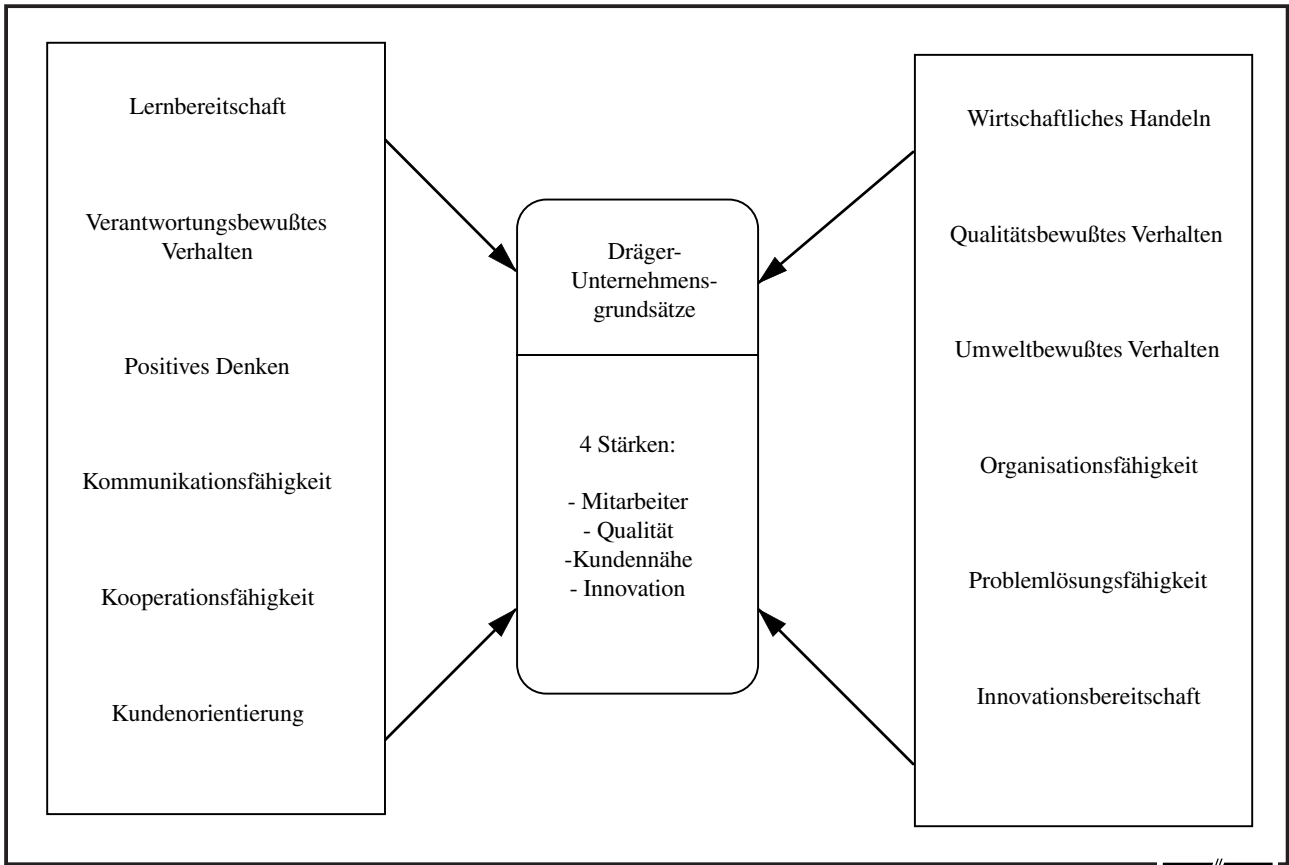 Lernbereitschaft
Verantwortungsbewußtes
Verhalten
Positives Denken
Kommunikationsfähigkeit
Kooperationsfähigkeit
Kundenorientierung
Dräger-
Unternehmens-
grundsätze
4 Stärken:
- Mitarbeiter
- Qualität
-Kundennähe
- Innovation
Wirtschaftliches Handeln
Qualitätsbewußtes Verhalten
Umweltbewußtes Verhalten
Organisationsfähigkeit
Problemlösungsfähigkeit
Innovationsbereitschaft